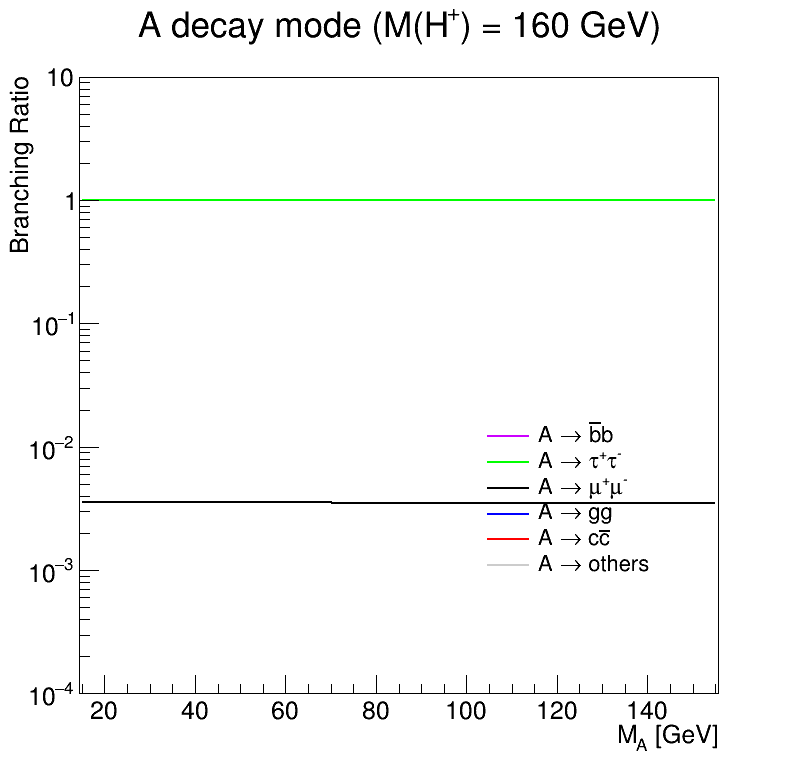 A decay mode (M(H⁺) = 160 GeV)
Branching Ratio
10
1
10⁻¹
10⁻²
10⁻³
10⁻⁴
A → b̅b
A → τ⁺τ⁻
A → μ⁺μ⁻
A → gg
A → cc̅
A → others
20 40 60 80 100 120 140
M_A [GeV]